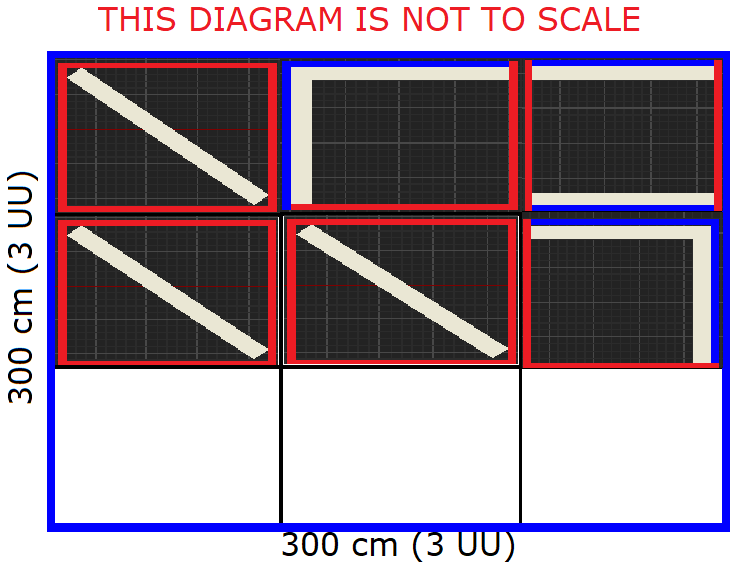 THIS DIAGRAM IS NOT TO SCALE
300 cm (3 UU)
300 cm (3 UU)